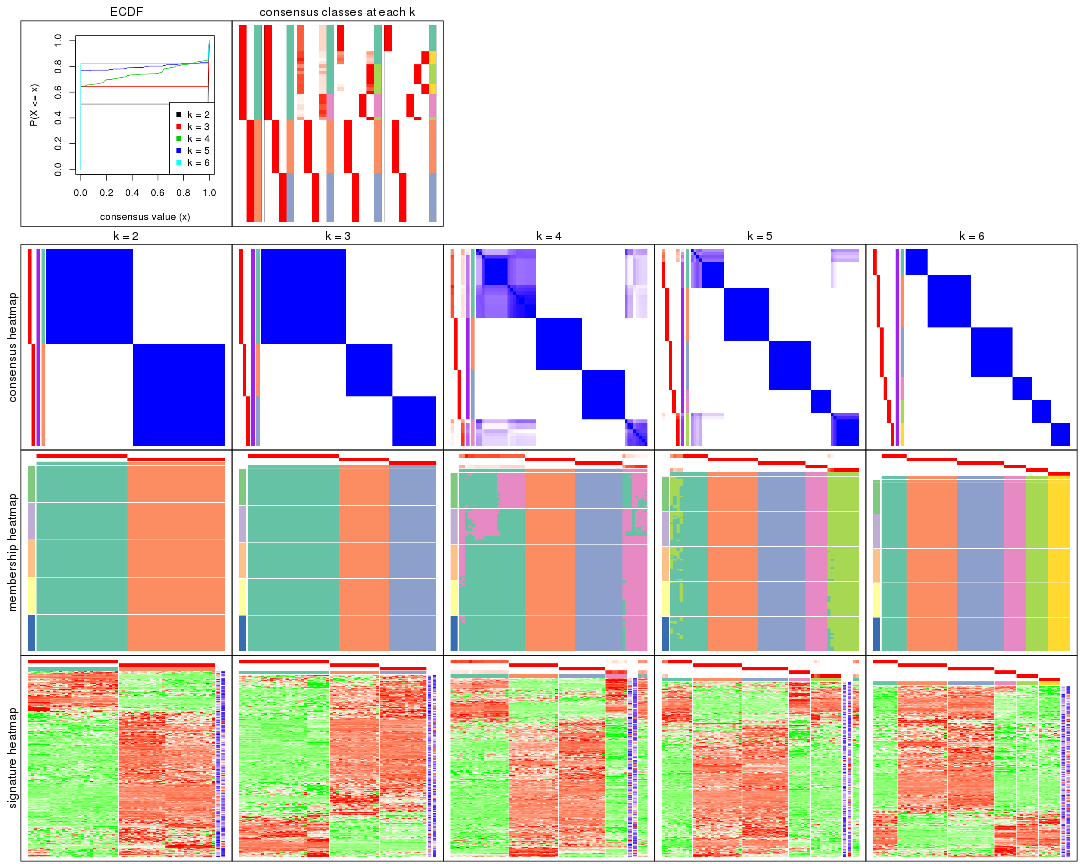 ECDF
consensus classes at each k
P(X <= x)
1.0
0.8
0.6
0.4
0.2
0.0
k = 2
k = 3
k = 4
k = 5
k = 6
0.0 0.2 0.4 0.6 0.8 1.0
consensus value (x)
k = 2 k = 3 k = 4 k = 5 k = 6
consensus heatmap
membership heatmap
signature heatmap